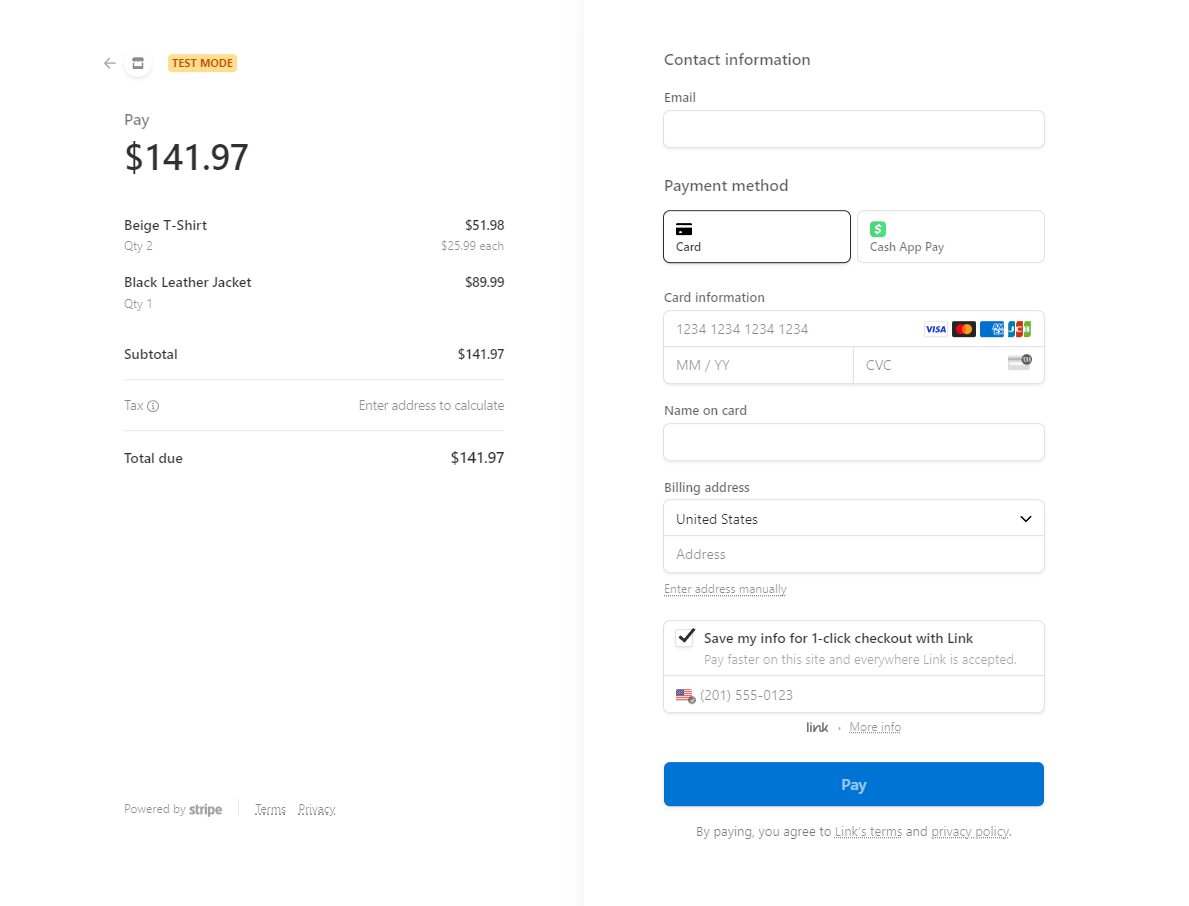 TEST MODE
Pay
$141.97
Beige T-Shirt $51.98
Qty 2 $25.99 each
Black Leather Jacket $89.99
Qty 1
Subtotal $141.97
Tax Enter address to calculate
Total due $141.97
Powered by stripe Terms Privacy
Contact information
Email
Payment method
Card
$
Cash App Pay
Card information
1234 1234 1234 1234 VISA AM EX JCB
MM / YY CVC 135
Name on card
Billing address
United States
Address
Enter address manually
Save my info for 1-click checkout with Link
Pay faster on this site and everywhere Link is accepted.
(201) 555-0123
link · More info
Pay
By paying, you agree to Link's terms and privacy policy.